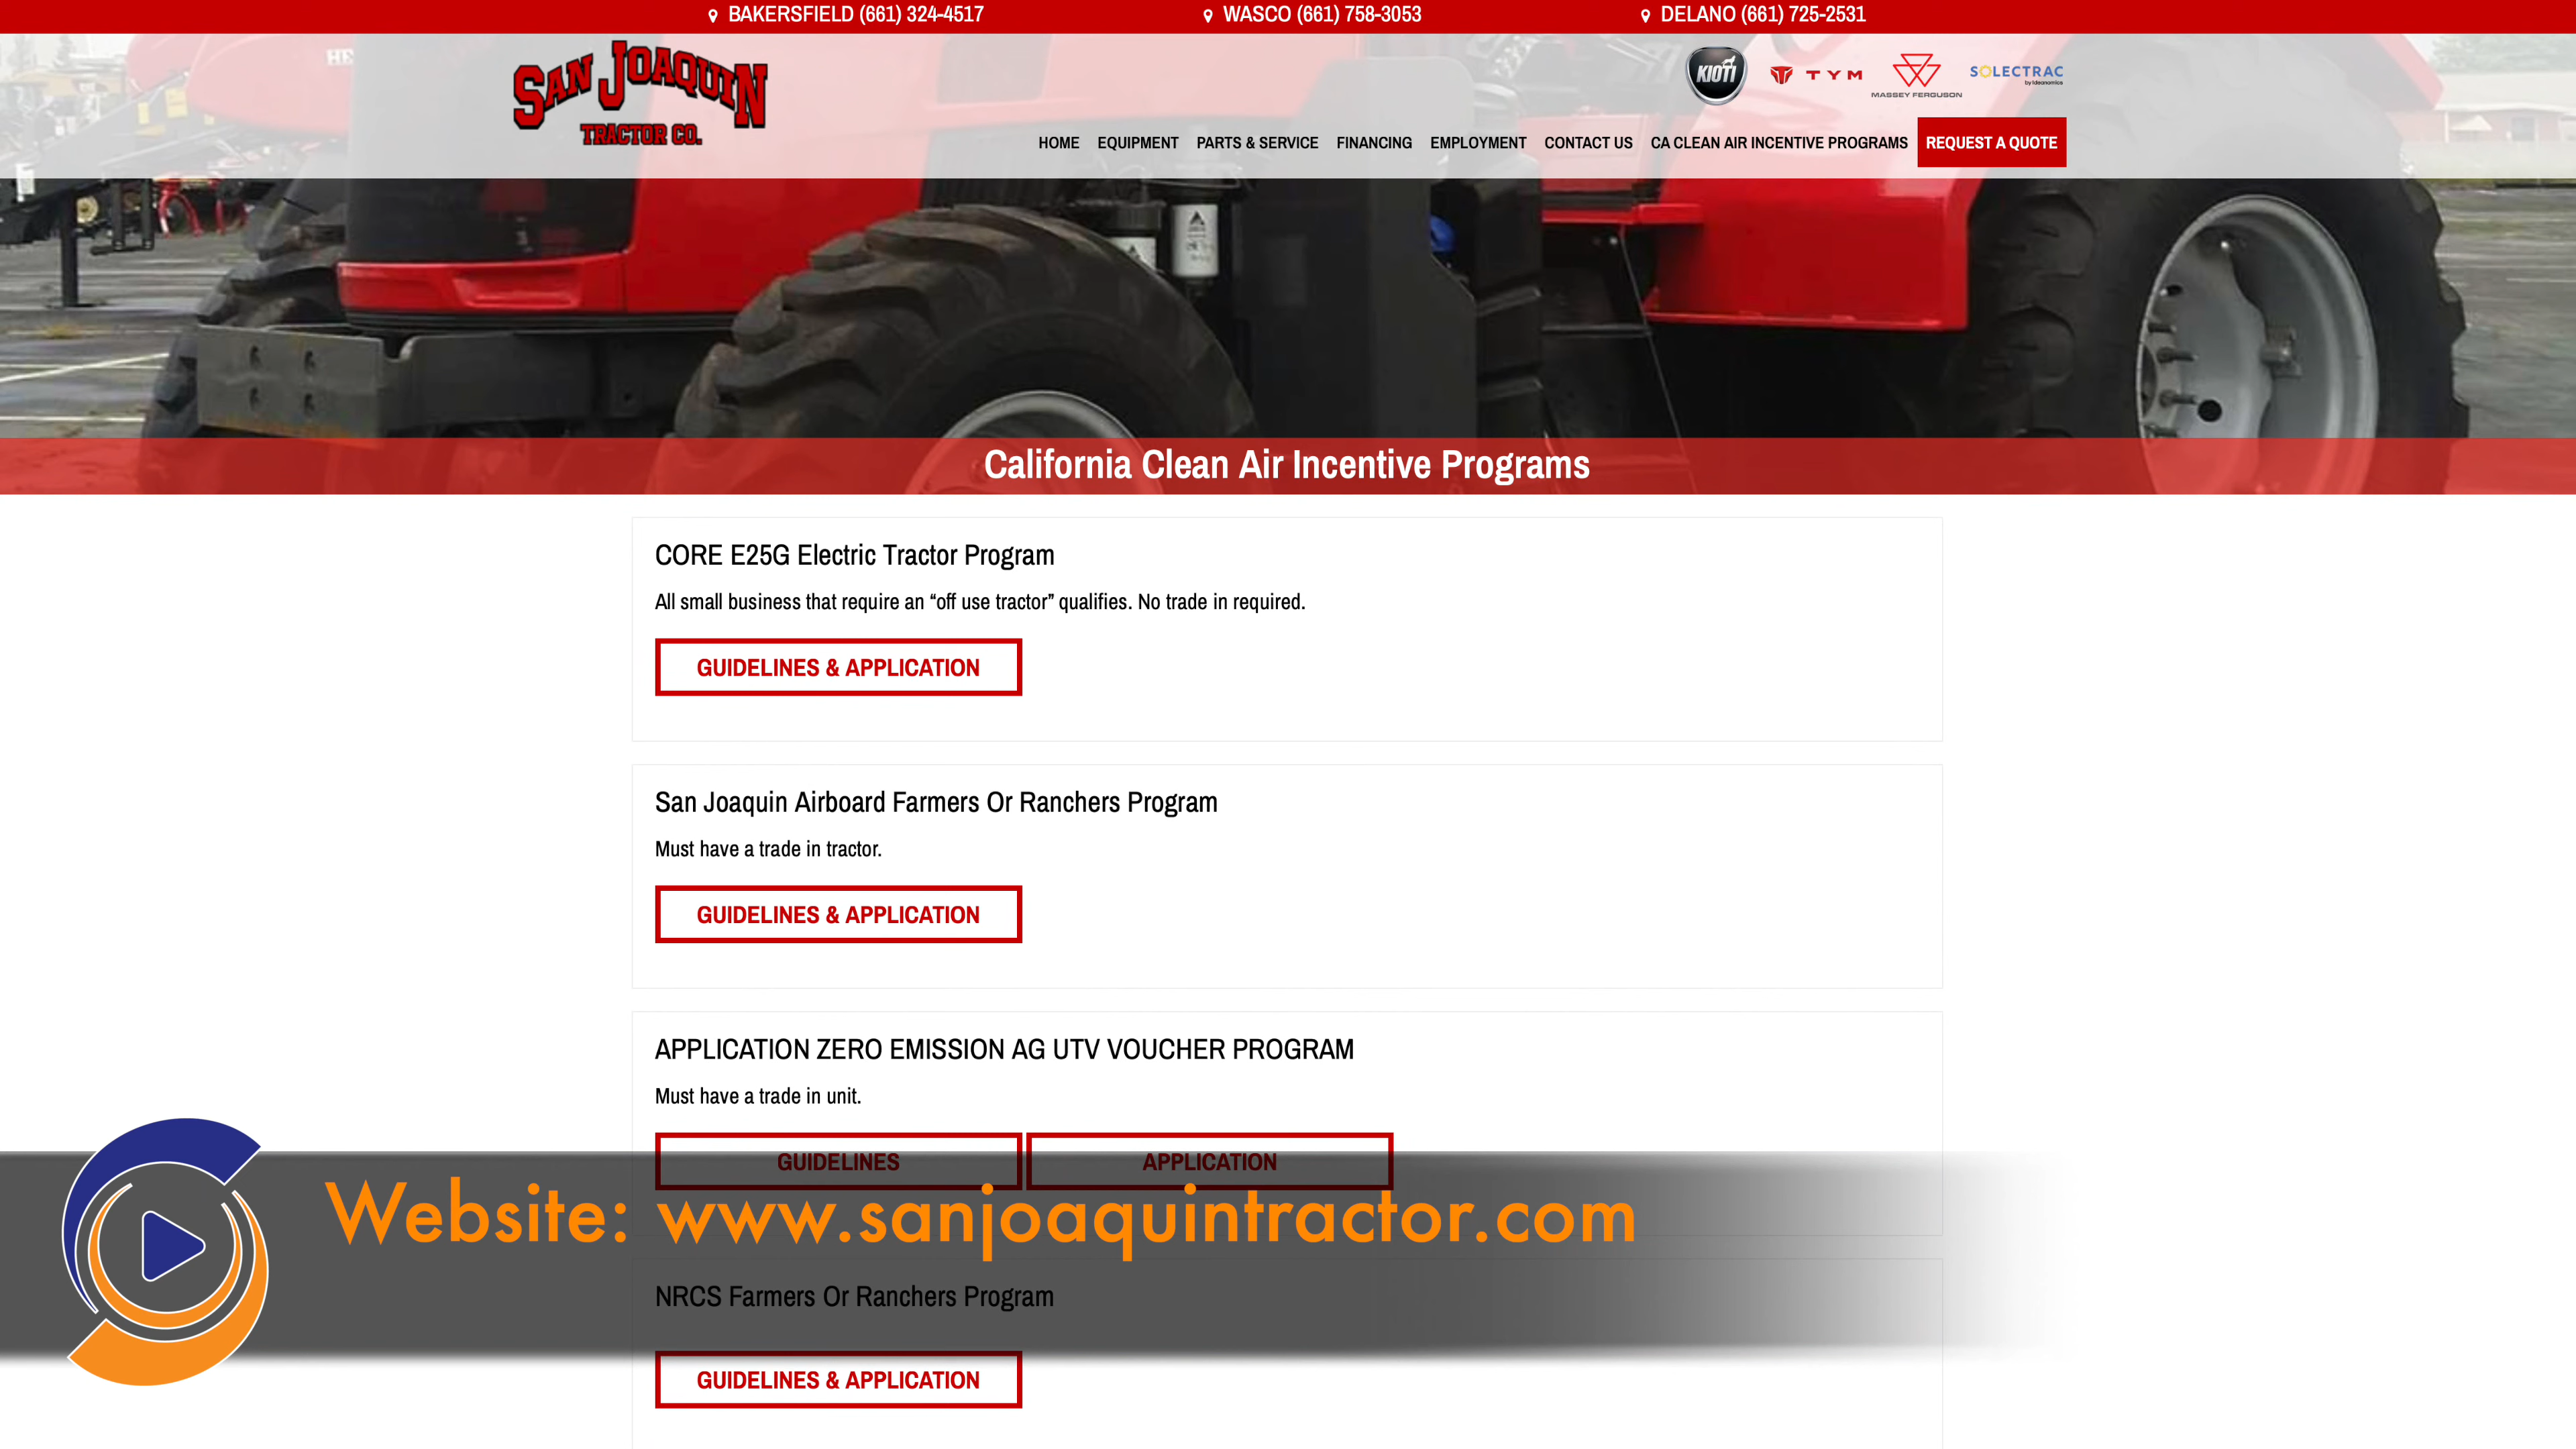 BAKERSFIELD (661) 324-4517
WASCO (661) 758-3053
DELANO (661) 725-2531
SAN JOAQUIN
TRACTOR CO.
KIOTI
TYM
MASSEY FERGUSON
SOLECTRAC
by Ideanomics
HOME EQUIPMENT PARTS & SERVICE FINANCING EMPLOYMENT CONTACT US CA CLEAN AIR INCENTIVE PROGRAMS REQUEST A QUOTE
California Clean Air Incentive Programs
CORE E25G Electric Tractor Program
All small business that require an “off use tractor” qualifies. No trade in required.
GUIDELINES & APPLICATION
San Joaquin Airboard Farmers Or Ranchers Program
Must have a trade in tractor.
GUIDELINES & APPLICATION
APPLICATION ZERO EMISSION AG UTV VOUCHER PROGRAM
Must have a trade in unit.
GUIDELINES APPLICATION
Website: www.sanjoaquintractor.com
NRCS Farmers Or Ranchers Program
GUIDELINES & APPLICATION